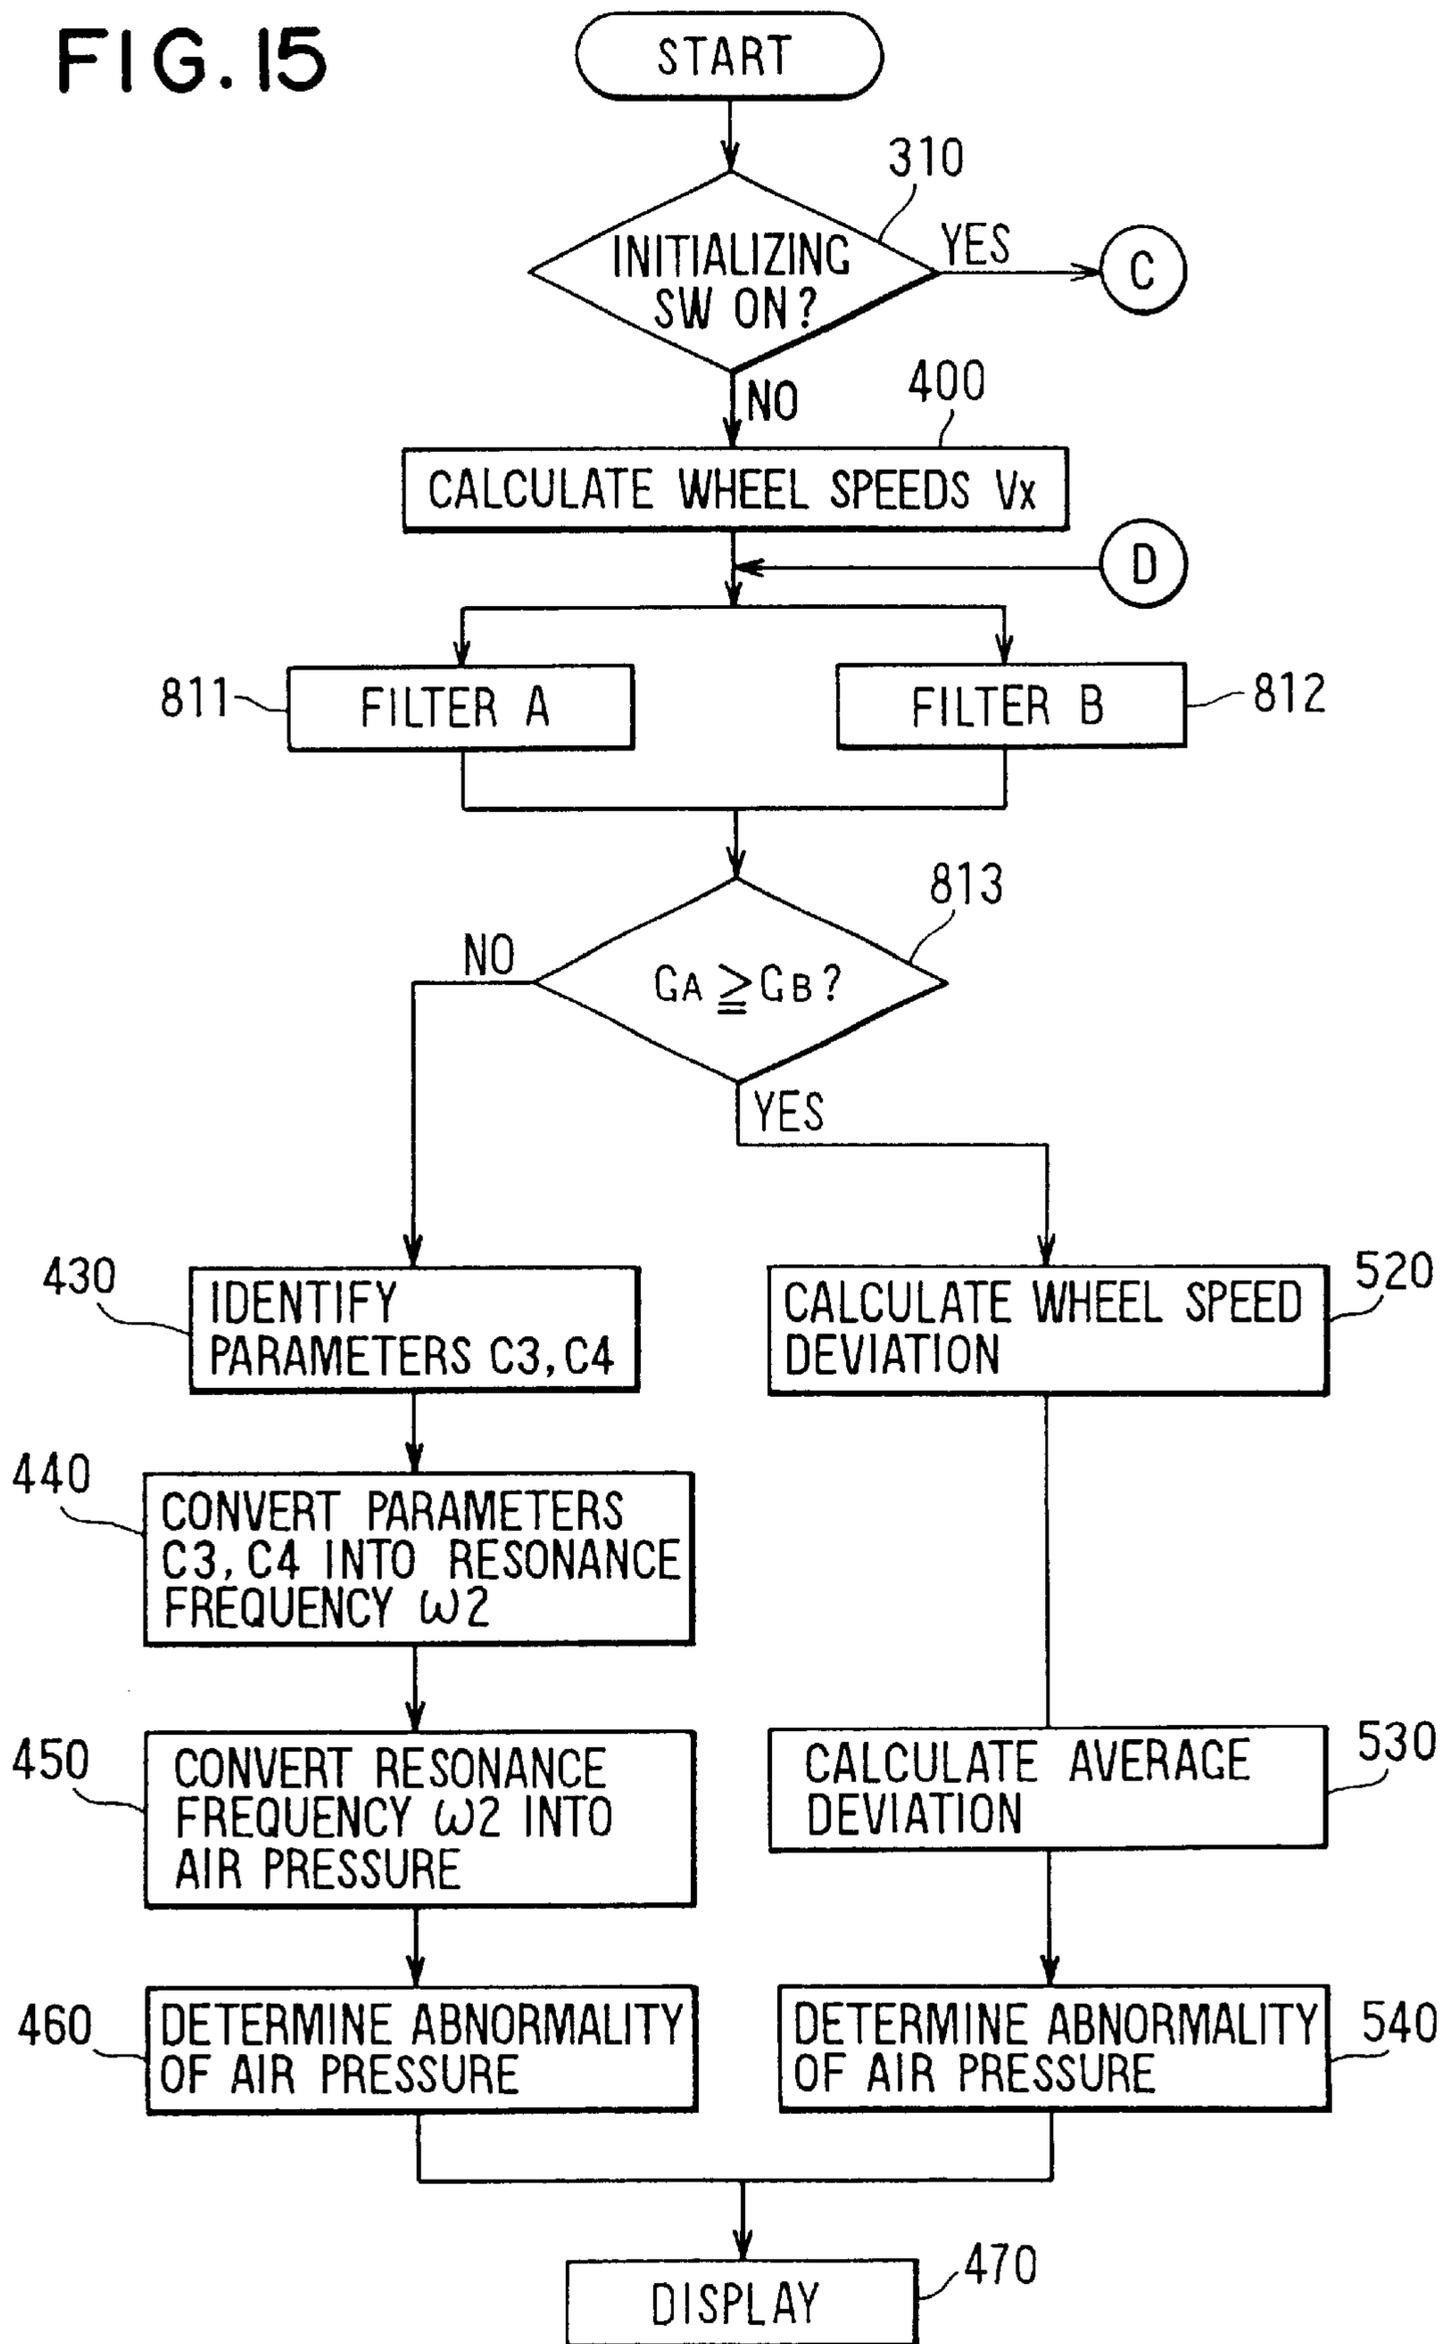 FIG. 15
START
310
INITIALIZING
SW ON?
YES
C
NO
400
CALCULATE WHEEL SPEEDS Vx
D
811
FILTER A
FILTER B
812
813
NO
GA ≧ GB?
YES
430
IDENTIFY
PARAMETERS C3, C4
CALCULATE WHEEL SPEED
DEVIATION
520
440
CONVERT PARAMETERS
C3, C4 INTO RESONANCE
FREQUENCY ω2
450
CONVERT RESONANCE
FREQUENCY ω2 INTO
AIR PRESSURE
CALCULATE AVERAGE
DEVIATION
530
460
DETERMINE ABNORMALITY
OF AIR PRESSURE
DETERMINE ABNORMALITY
OF AIR PRESSURE
540
470
DISPLAY